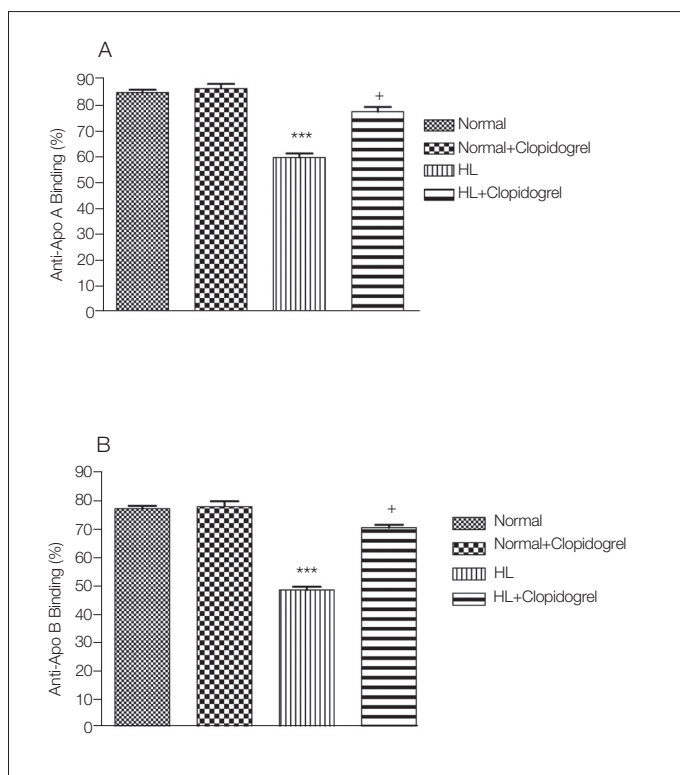 A
Anti-Apo A Binding (%)
90
80
70
60
50
40
30
20
10
0
***
+
Normal
Normal+Clopidogrel
HL
HL+Clopidogrel
B
Anti-Apo B Binding (%)
90
80
70
60
50
40
30
20
10
0
***
+
Normal
Normal+Clopidogrel
HL
HL+Clopidogrel